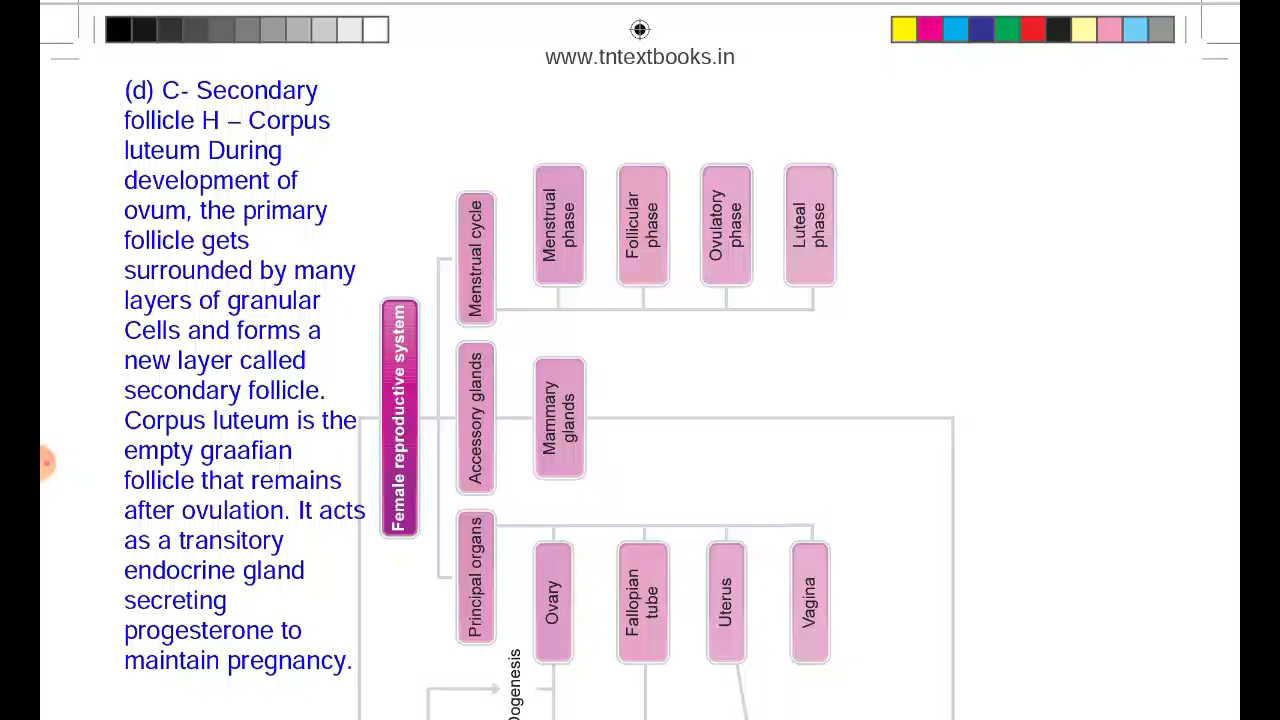 www.tntextbooks.in
(d) C- Secondary
follicle H – Corpus
luteum During
development of
ovum, the primary
follicle gets
surrounded by many
layers of granular
Cells and forms a
new layer called
secondary follicle.
Corpus luteum is the
empty graafian
follicle that remains
after ovulation. It acts
as a transitory
endocrine gland
secreting
progesterone to
maintain pregnancy.
Female reproductive system
Menstrual cycle
Menstrual
phase
Follicular
phase
Ovulatory
phase
Luteal
phase
Accessory glands
Mammary
glands
Principal organs
Ovary
Fallopian
tube
Uterus
Vagina
Oogenesis